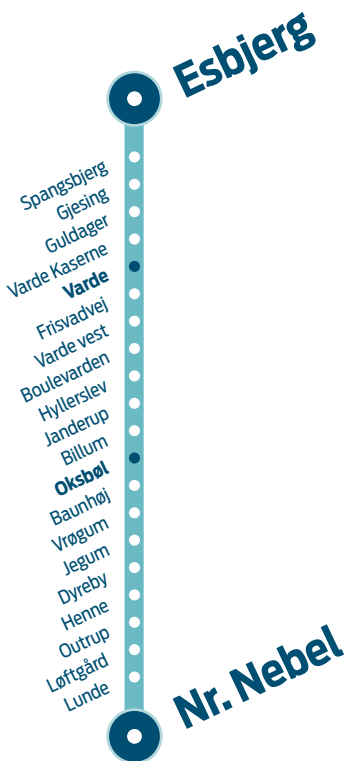 Esbjerg
Spangsbjerg
Gjesing
Guldager
Varde Kaserne
Varde
Frisvadvej
Varde vest
Boulevarden
Hyllerslev
Janderup
Billum
Oksbøl
Baunhøj
Vrøgum
Jegum
Dyreby
Henne
Outrup
Løftgård
Lunde
Nr. Nebel